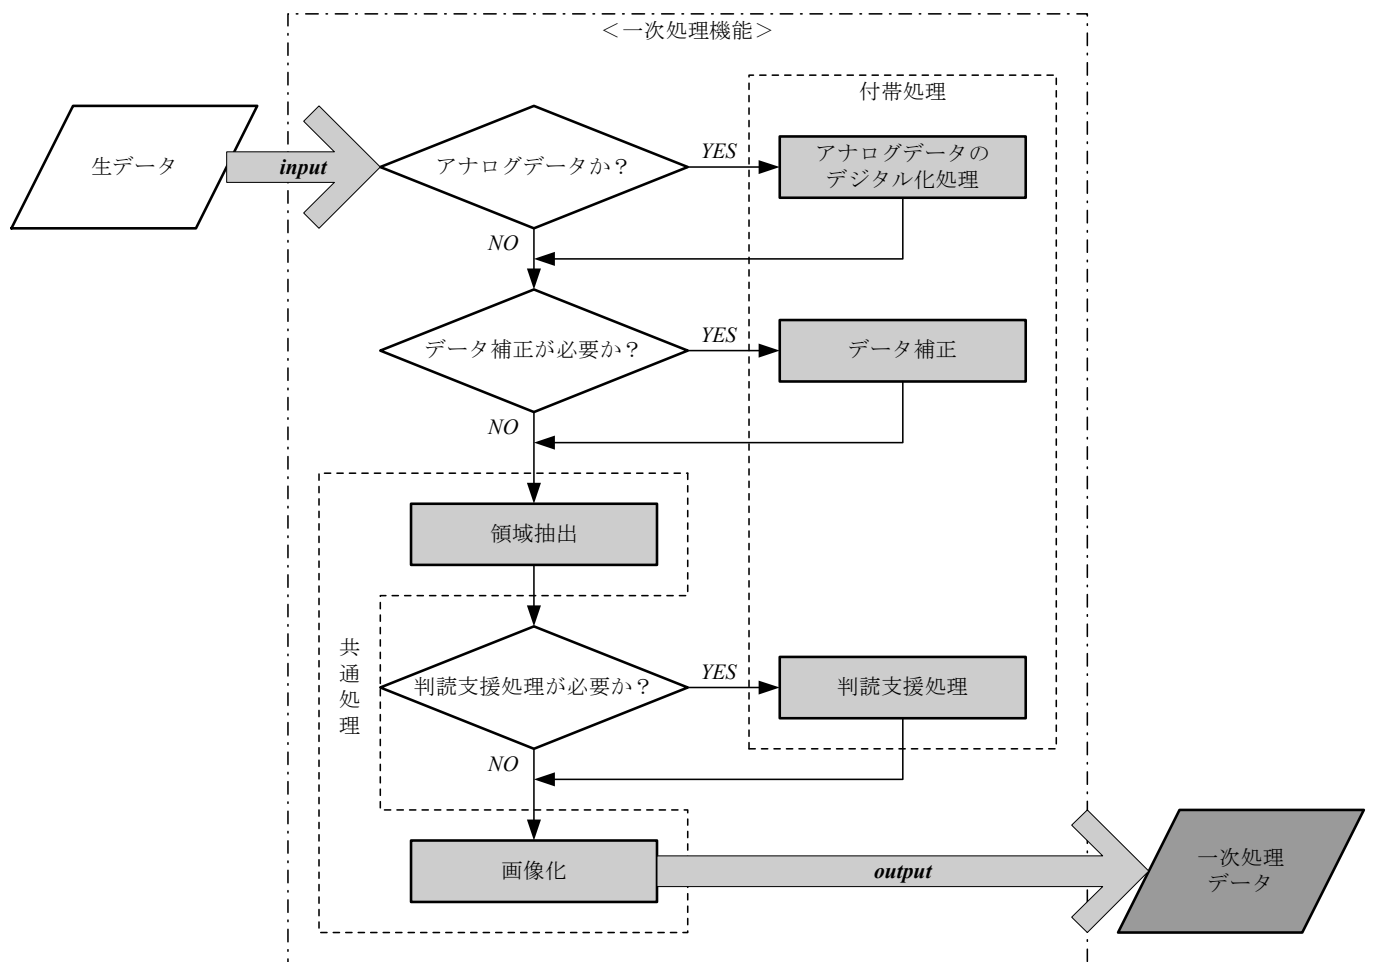 ＜一次処理機能＞
付帯処理
生データ
input
アナログデータか？
YES
アナログデータの
デジタル化処理
NO
データ補正が必要か？
YES
データ補正
NO
領域抽出
共
通
処
理
判読支援処理が必要か？
YES
判読支援処理
NO
画像化
output
一次処理
データ